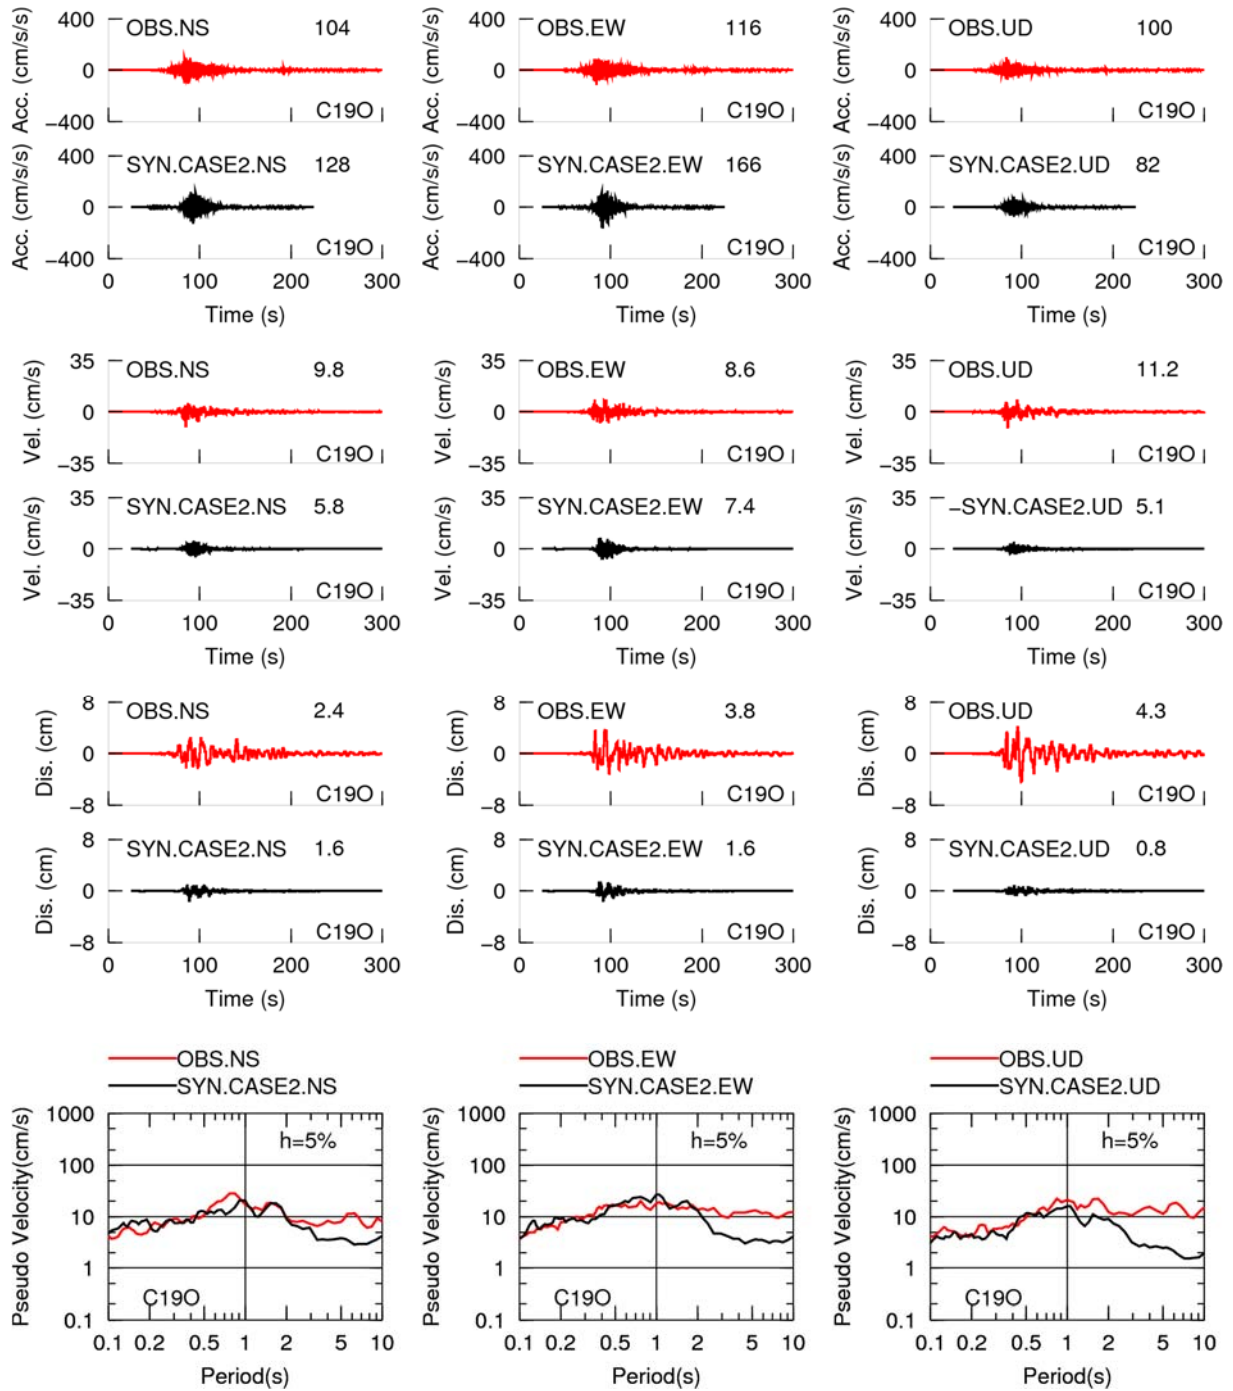 400 OBS.NS 104 400 OBS.EW 116 400 OBS.UD 100
Acc. (cm/s/s) 0 Acc. (cm/s/s) 0 Acc. (cm/s/s) 0
−400 C19O −400 C19O −400 C19O
400 SYN.CASE2.NS 128 400 SYN.CASE2.EW 166 400 SYN.CASE2.UD 82
Acc. (cm/s/s) 0 Acc. (cm/s/s) 0 Acc. (cm/s/s) 0
−400 C19O −400 C19O −400 C19O
0 100 200 300 0 100 200 300 0 100 200 300
Time (s) Time (s) Time (s)
35 OBS.NS 9.8 35 OBS.EW 8.6 35 OBS.UD 11.2
Vel. (cm/s) 0 Vel. (cm/s) 0 Vel. (cm/s) 0
−35 C19O −35 C19O −35 C19O
35 SYN.CASE2.NS 5.8 35 SYN.CASE2.EW 7.4 35 −SYN.CASE2.UD 5.1
Vel. (cm/s) 0 Vel. (cm/s) 0 Vel. (cm/s) 0
−35 C19O −35 C19O −35 C19O
0 100 200 300 0 100 200 300 0 100 200 300
Time (s) Time (s) Time (s)
8 OBS.NS 2.4 8 OBS.EW 3.8 8 OBS.UD 4.3
Dis. (cm) 0 Dis. (cm) 0 Dis. (cm) 0
−8 C19O −8 C19O −8 C19O
8 SYN.CASE2.NS 1.6 8 SYN.CASE2.EW 1.6 8 SYN.CASE2.UD 0.8
Dis. (cm) 0 Dis. (cm) 0 Dis. (cm) 0
−8 C19O −8 C19O −8 C19O
0 100 200 300 0 100 200 300 0 100 200 300
Time (s) Time (s) Time (s)
OBS.NS OBS.EW OBS.UD
SYN.CASE2.NS SYN.CASE2.EW SYN.CASE2.UD
1000 1000 1000
h=5% h=5% h=5%
100 100 100
Pseudo Velocity(cm/s) 10 Pseudo Velocity(cm/s) 10 Pseudo Velocity(cm/s) 10
1 1 1
C19O C19O C19O
0.1 0.1 0.1
0.1 0.2 0.5 1 2 5 10 0.1 0.2 0.5 1 2 5 10 0.1 0.2 0.5 1 2 5 10
Period(s) Period(s) Period(s)